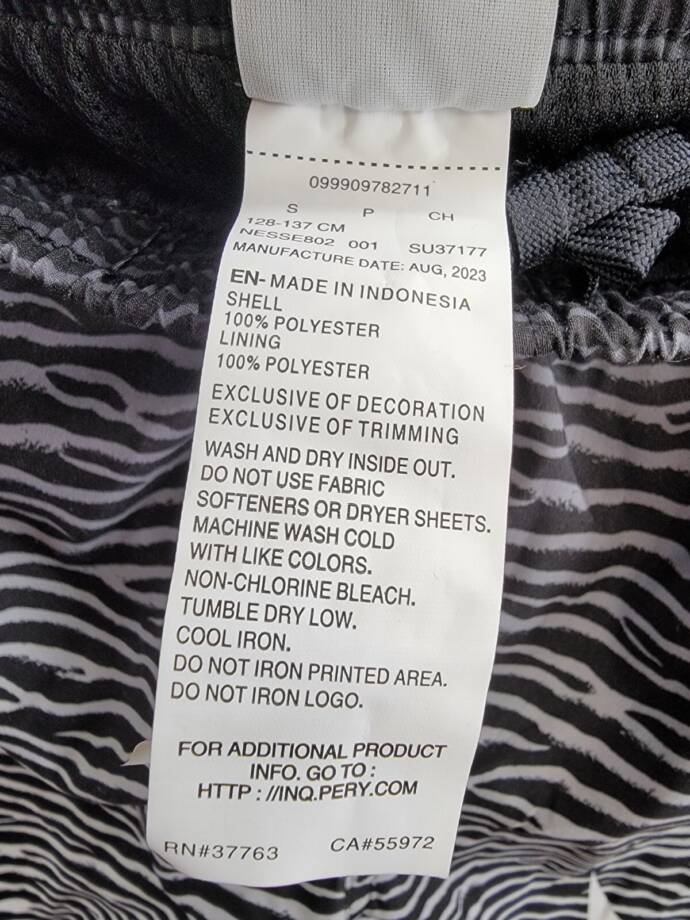 099909782711
S P CH
128-137 CM
NESSE802 001 SU37177
MANUFACTURE DATE: AUG, 2023
EN- MADE IN INDONESIA
SHELL
100% POLYESTER
LINING
100% POLYESTER
EXCLUSIVE OF DECORATION
EXCLUSIVE OF TRIMMING
WASH AND DRY INSIDE OUT.
DO NOT USE FABRIC
SOFTENERS OR DRYER SHEETS.
MACHINE WASH COLD
WITH LIKE COLORS.
NON-CHLORINE BLEACH.
TUMBLE DRY LOW.
COOL IRON.
DO NOT IRON PRINTED AREA.
DO NOT IRON LOGO.
FOR ADDITIONAL PRODUCT
INFO. GO TO :
HTTP : //INQ.PERY.COM
RN#37763 CA#55972